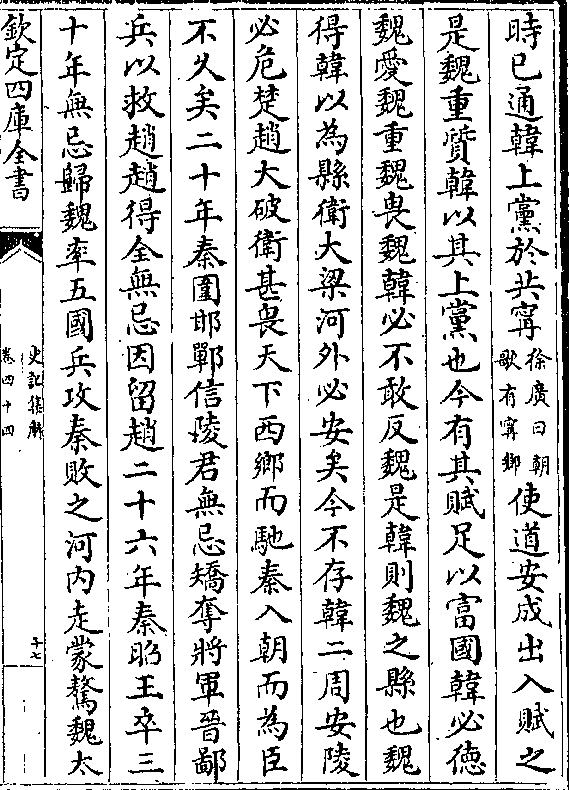 時已通韓上黨於共甯徐廣曰朝歌有甯鄉使道安成出入賦之
是魏重質韓以其上黨也今有其賦足以富國韓必德
魏愛魏重魏畏魏韓必不敢反魏是韓則魏之縣也魏
得韓以為縣衛大梁河外必安矣今不存韓二周安陵
必危楚趙大破衛甚畏天下西鄉而馳秦入朝而為臣
不久矣二十年秦圍邯鄲信陵君無忌矯奪將軍晉鄙
兵以救趙趙得全無忌因留趙二十六年秦昭王卒三
十年無忌歸魏率五國兵攻秦敗之河內走蒙驁魏太
欽定四庫全書
史記集解
卷四十四
十七